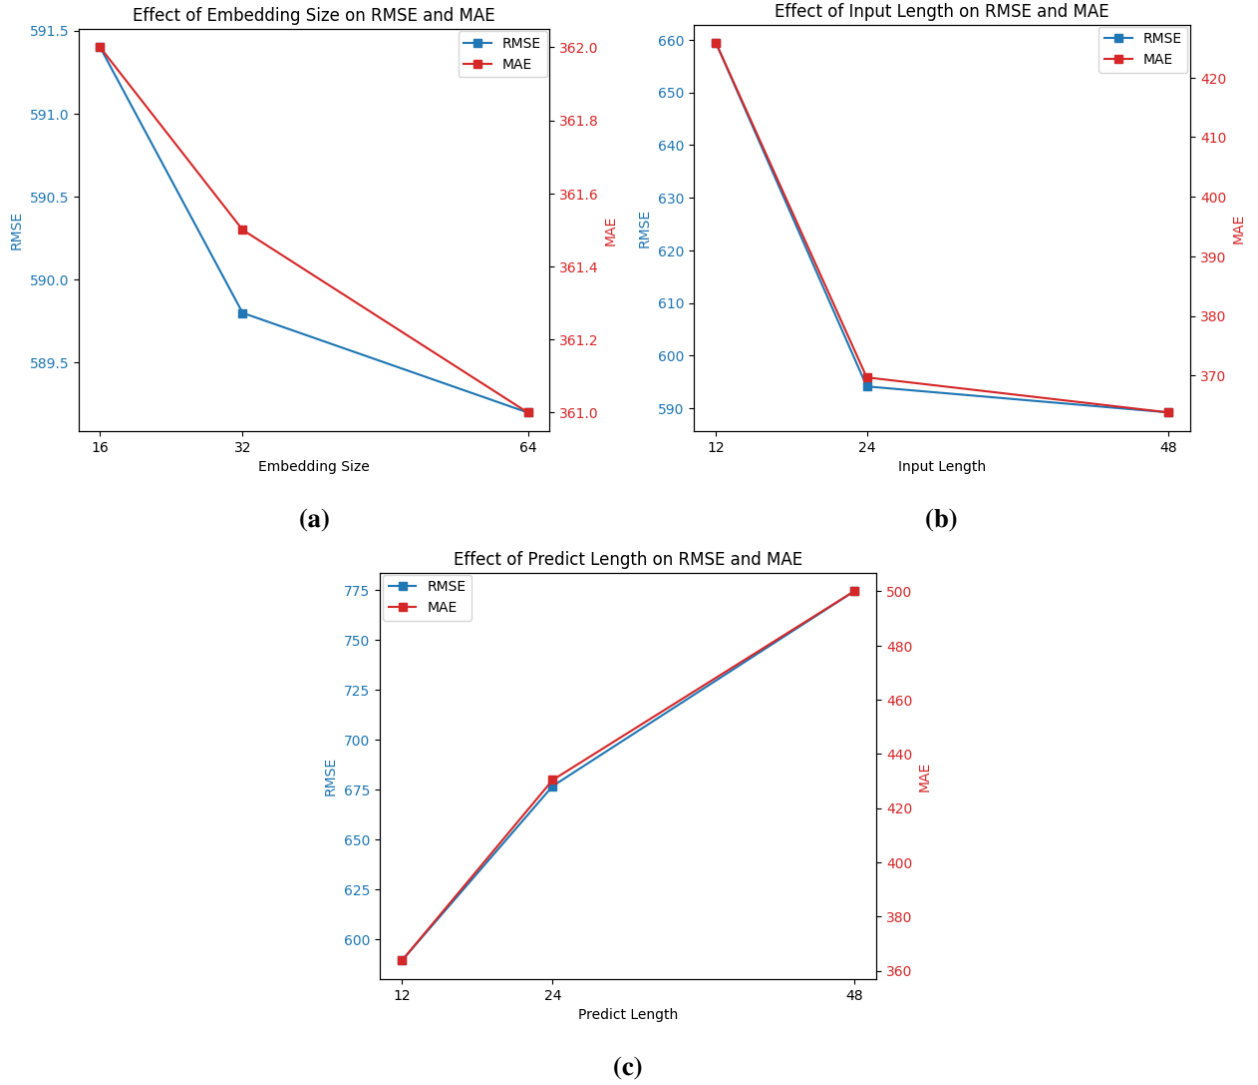 Effect of Embedding Size on RMSE and MAE
RMSE
MAE
591.5
591.0
590.5
590.0
589.5
RMSE
362.0
361.8
361.6
361.4
361.2
361.0
MAE
16 32 64
Embedding Size
(a)
Effect of Input Length on RMSE and MAE
RMSE
MAE
660
650
640
630
620
610
600
590
RMSE
420
410
400
390
380
370
MAE
12 24 48
Input Length
(b)
Effect of Predict Length on RMSE and MAE
RMSE
MAE
775
750
725
700
675
650
625
600
RMSE
500
480
460
440
420
400
380
360
MAE
12 24 48
Predict Length
(c)